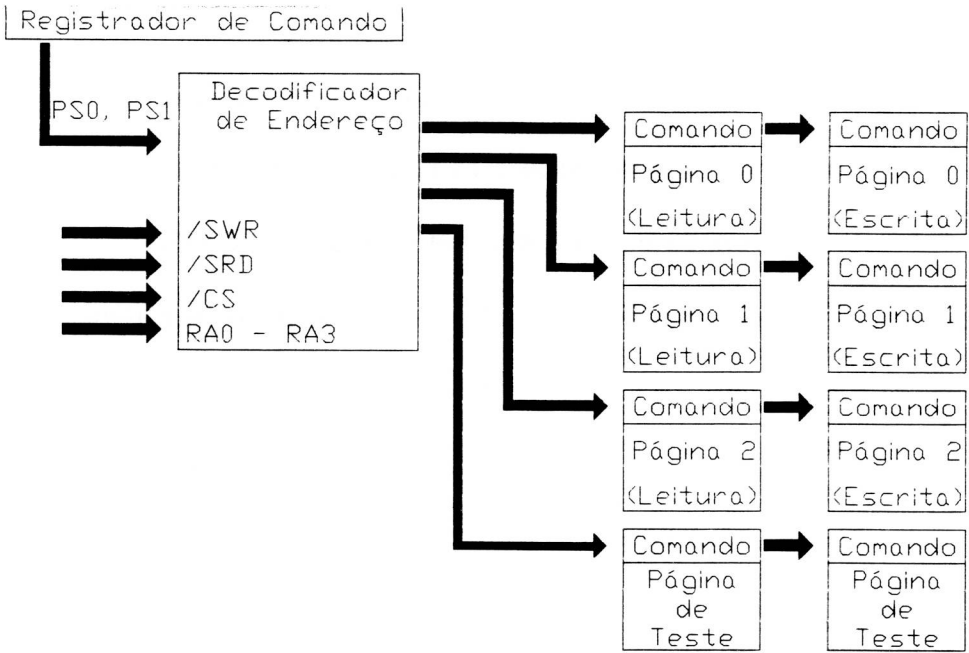 Registrador de Comando
PS0, PS1
Decodificador
de Endereço
/SWR
/SRD
/CS
RA0 - RA3
Comando
Página 0
(Leitura)
Comando
Página 0
(Escrita)
Comando
Página 1
(Leitura)
Comando
Página 1
(Escrita)
Comando
Página 2
(Leitura)
Comando
Página 2
(Escrita)
Comando
Página
de
Teste
Comando
Página
de
Teste